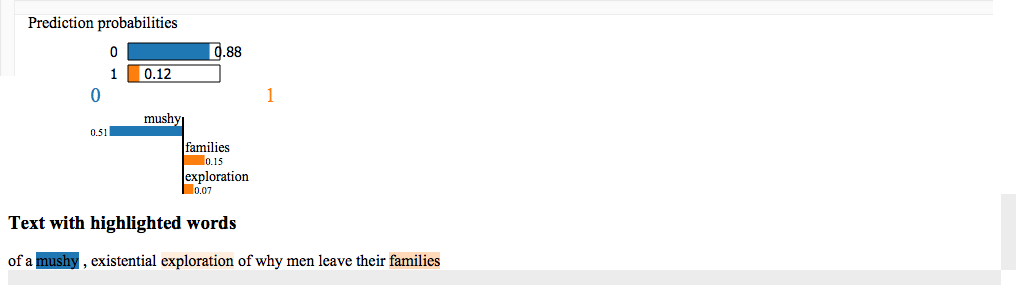 Prediction probabilities
0 0.88
1 0.12
0 1
mushy
0.51
families
0.15
exploration
0.07
Text with highlighted words
of a mushy , existential exploration of why men leave their families